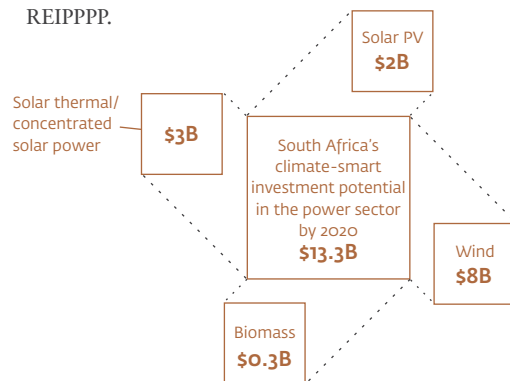 REIPPPP.
Solar PV
$2B
Solar thermal/
concentrated
solar power
$3B
South Africa's
climate-smart
investment potential
in the power sector
by 2020
$13.3B
Wind
$8B
Biomass
$0.3B